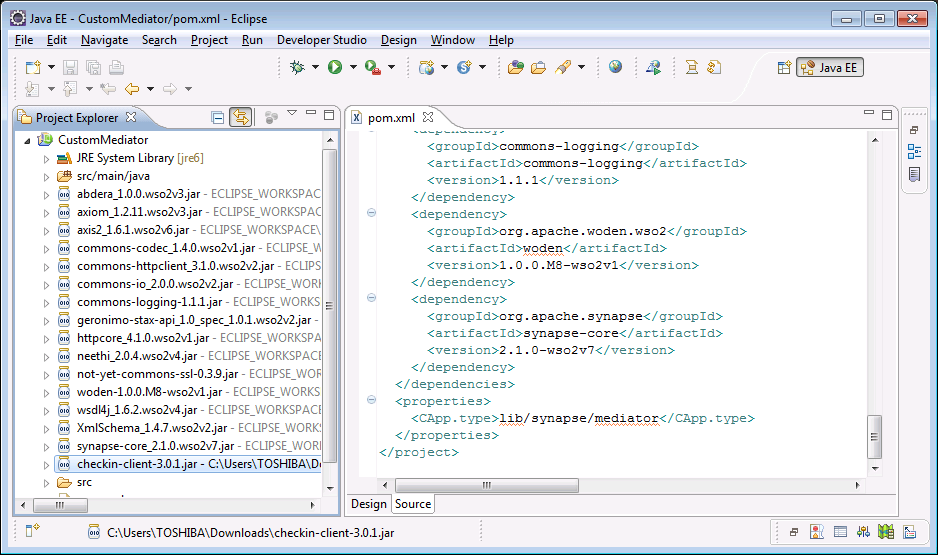 Java EE - CustomMediator/pom.xml - Eclipse
File Edit Navigate Search Project Run Developer Studio Design Window Help
Java EE
Project Explorer
CustomMediator
JRE System Library [jre6]
src/main/java
abdera_1.0.0.wso2v3.jar - ECLIPSE_WORKSPAC
axiom_1.2.11.wso2v3.jar - ECLIPSE_WORKSPAC
axis2_1.6.1.wso2v6.jar - ECLIPSE_WORKSPACE\
commons-codec_1.4.0.wso2v1.jar - ECLIPSE_W
commons-httpclient_3.1.0.wso2v2.jar - ECLIPS
commons-io_2.0.0.wso2v2.jar - ECLIPSE_WORK
commons-logging-1.1.1.jar - ECLIPSE_WORKS
geronimo-stax-api_1.0_spec_1.0.1.wso2v2.jar -
httpcore_4.1.0.wso2v1.jar - ECLIPSE_WORKSPA
neethi_2.0.4.wso2v4.jar - ECLIPSE_WORKSPACE
not-yet-commons-ssl-0.3.9.jar - ECLIPSE_WOR
woden-1.0.0.M8-wso2v1.jar - ECLIPSE_WORKS
wsdl4j_1.6.2.wso2v4.jar - ECLIPSE_WORKSPAC
XmlSchema_1.4.7.wso2v2.jar - ECLIPSE_WORK
synapse-core_2.1.0.wso2v7.jar - ECLIPSE_WOR
checkin-client-3.0.1.jar - C:\Users\TOSHIBA\Do
src
pom.xml
<dependency>
<groupId>commons-logging</groupId>
<artifactId>commons-logging</artifactId>
<version>1.1.1</version>
</dependency>
<dependency>
<groupId>org.apache.woden.wso2</groupId>
<artifactId>woden</artifactId>
<version>1.0.0.M8-wso2v1</version>
</dependency>
<dependency>
<groupId>org.apache.synapse</groupId>
<artifactId>synapse-core</artifactId>
<version>2.1.0-wso2v7</version>
</dependency>
</dependencies>
<properties>
<CApp.type>lib/synapse/mediator</CApp.type>
</properties>
</project>
Design Source
C:\Users\TOSHIBA\Downloads\checkin-client-3.0.1.jar